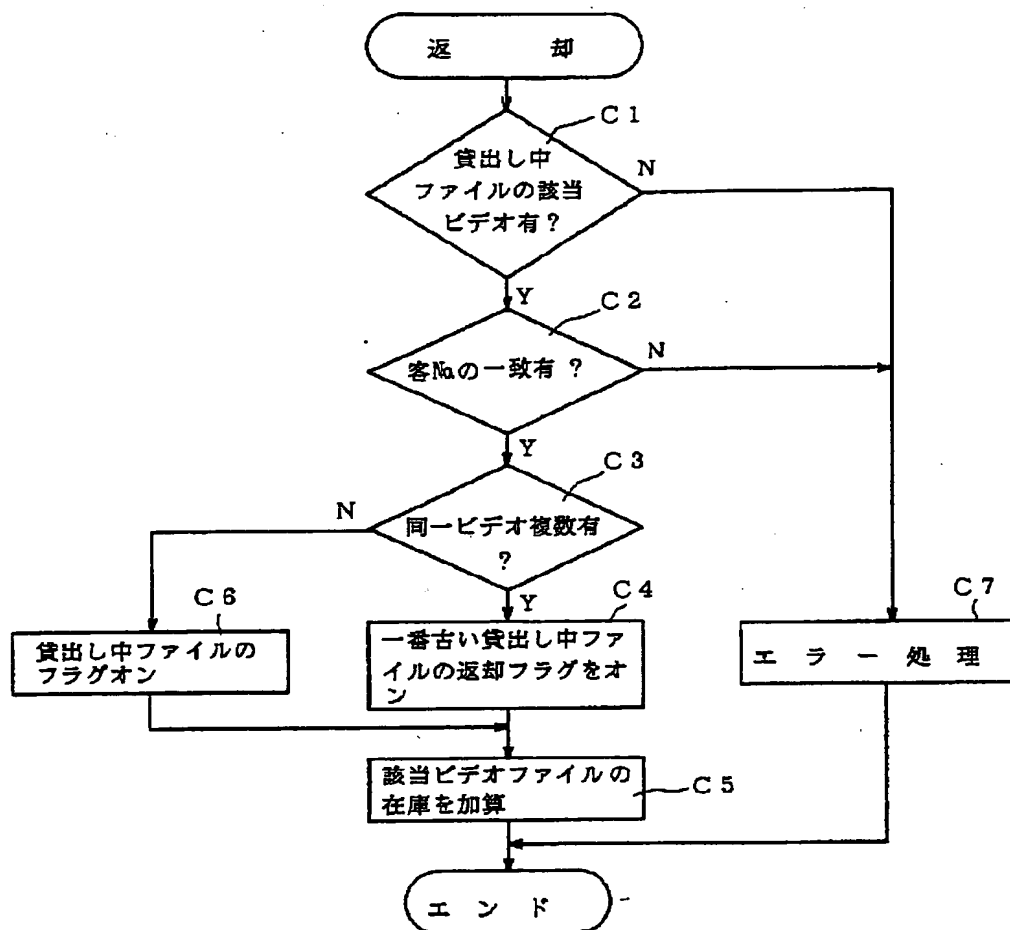 返 却
C1
貸出し中
ファイルの該当
ビデオ有?
N
Y
C2
客№の一致有?
N
Y
C3
同一ビデオ複数有
?
N
Y
C4
一番古い貸出し中ファ
イルの返却フラグをオ
ン
C6
貸出し中ファイルの
フラグオン
C7
エラー処理
該当ビデオファイルの
在庫を加算
C5
エンド